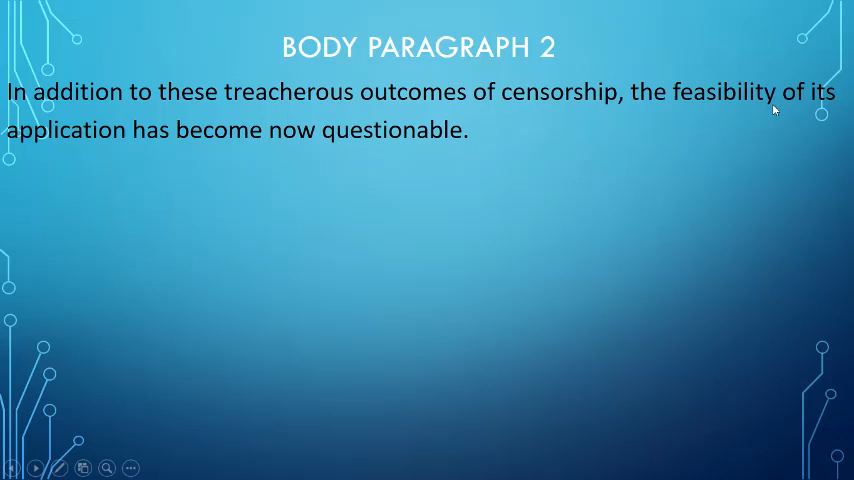 BODY PARAGRAPH 2
In addition to these treacherous outcomes of censorship, the feasibility of its
application has become now questionable.